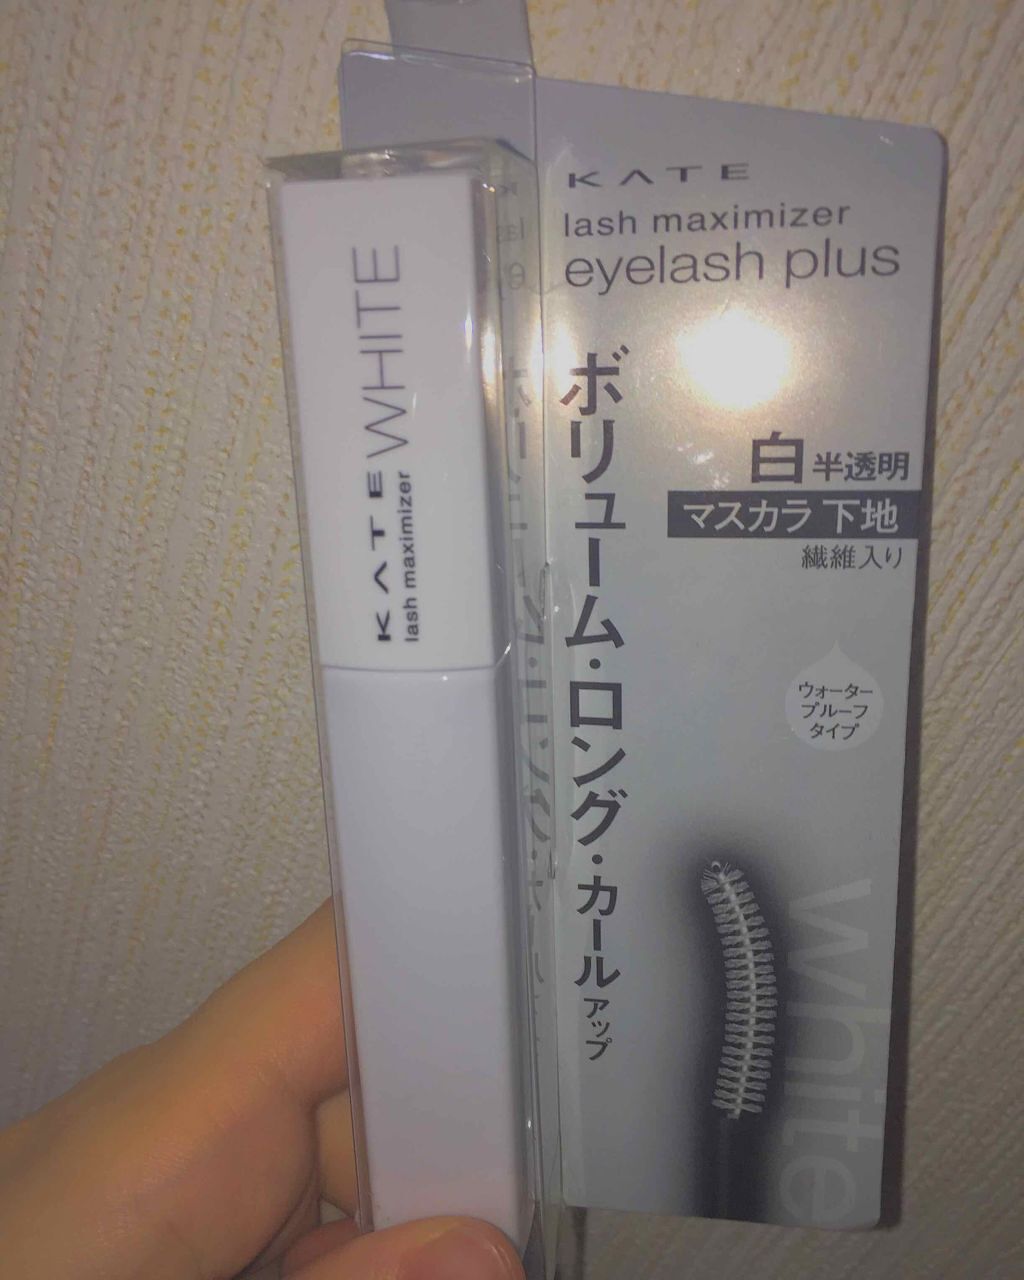 KATE WHITE
lash maximizer
KATE
lash maximizer
eyelash plus
ボリューム・ロング・カールアップ
白 半透明
マスカラ 下地
繊維入り
ウォーター
プルーフ
タイプ
white